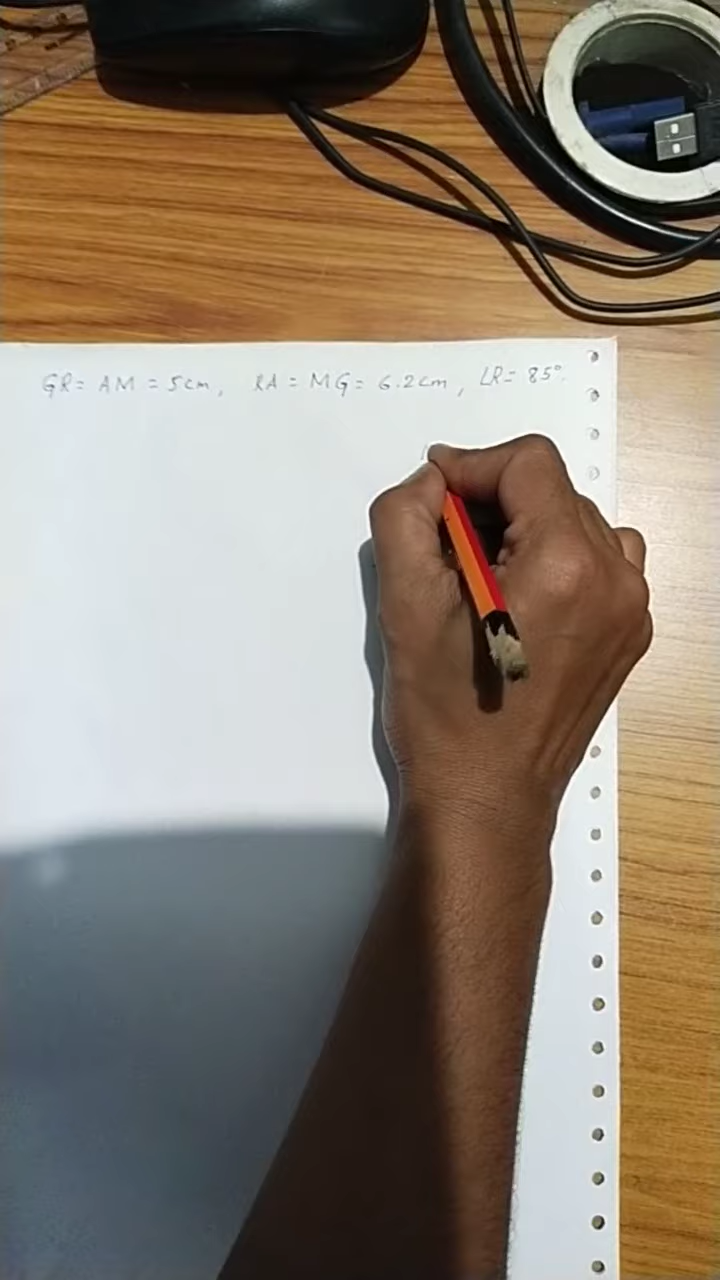 GR = AM = 5cm, RA = MG = 6.2cm, ∠R = 85°.